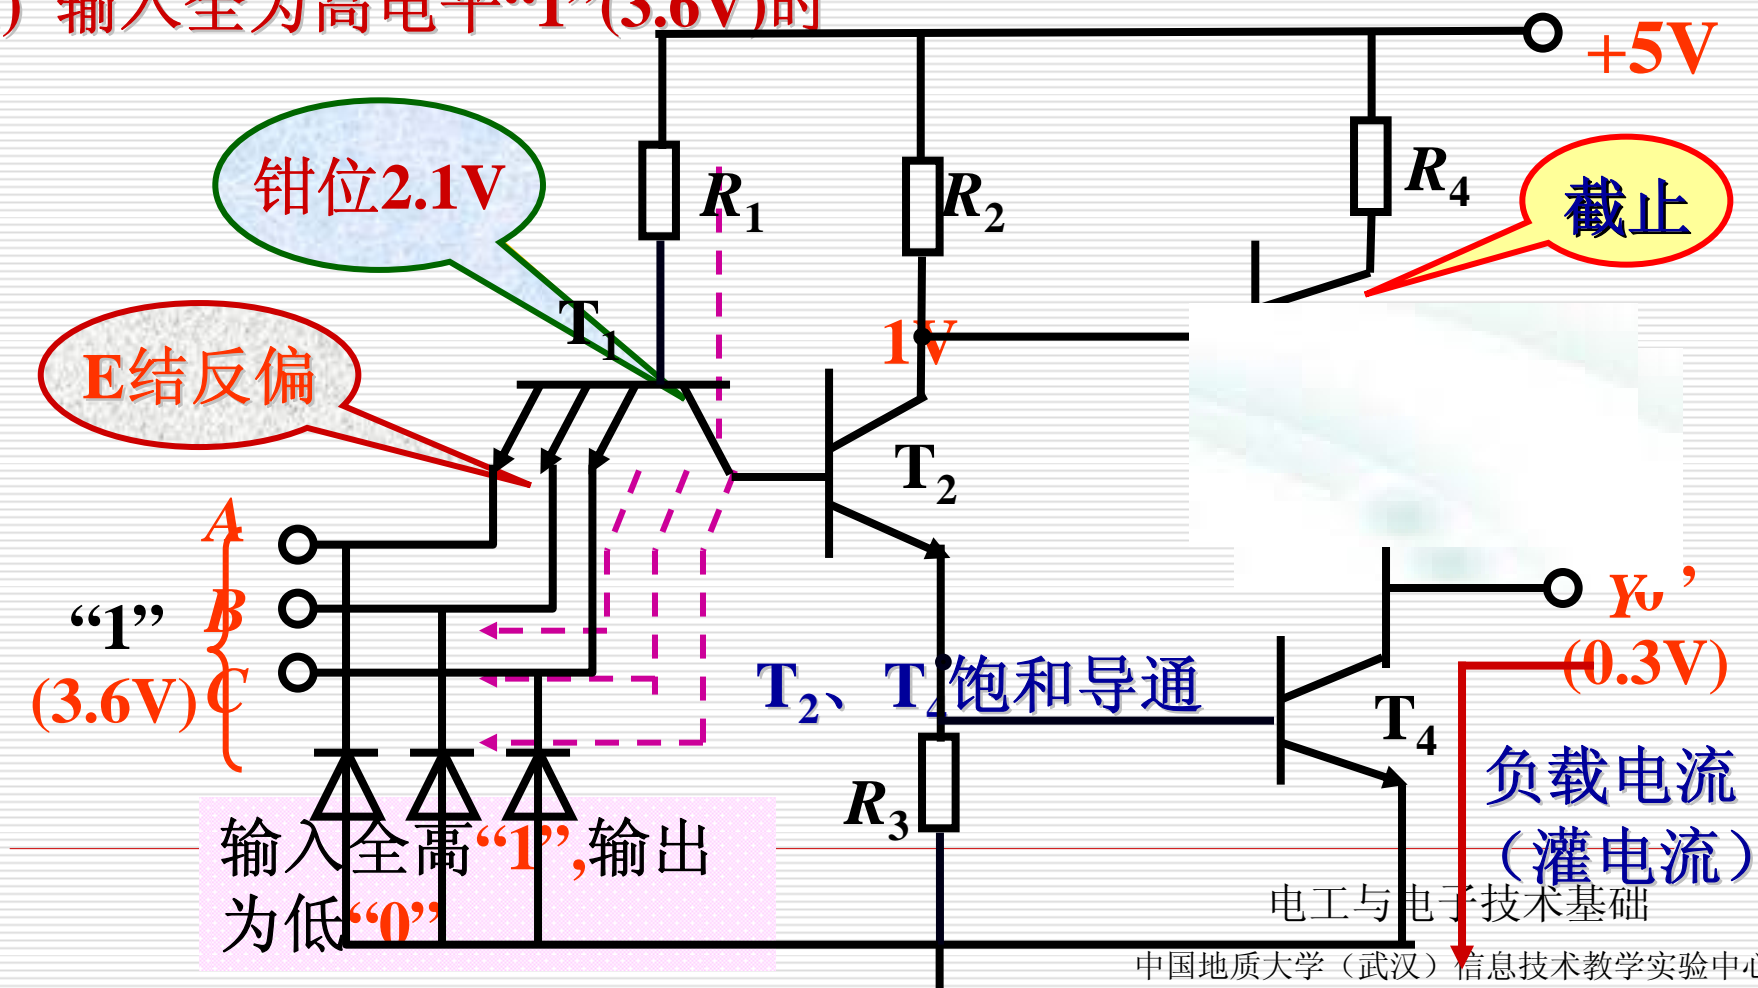 ) 输入全为高电平“1”(3.6V)时
+5V
钳位2.1V
R1
R2
R4
截止
T1
1V
E结反偏
T2
A
B
“1”
C
(3.6V)
(0.3V)
T2、T4饱和导通
T4
负载电流
R3
(灌电流)
输入全高“1”,输出
为低“0”
电工与电子技术基础
中国地质大学(武汉)信息技术教学实验中心